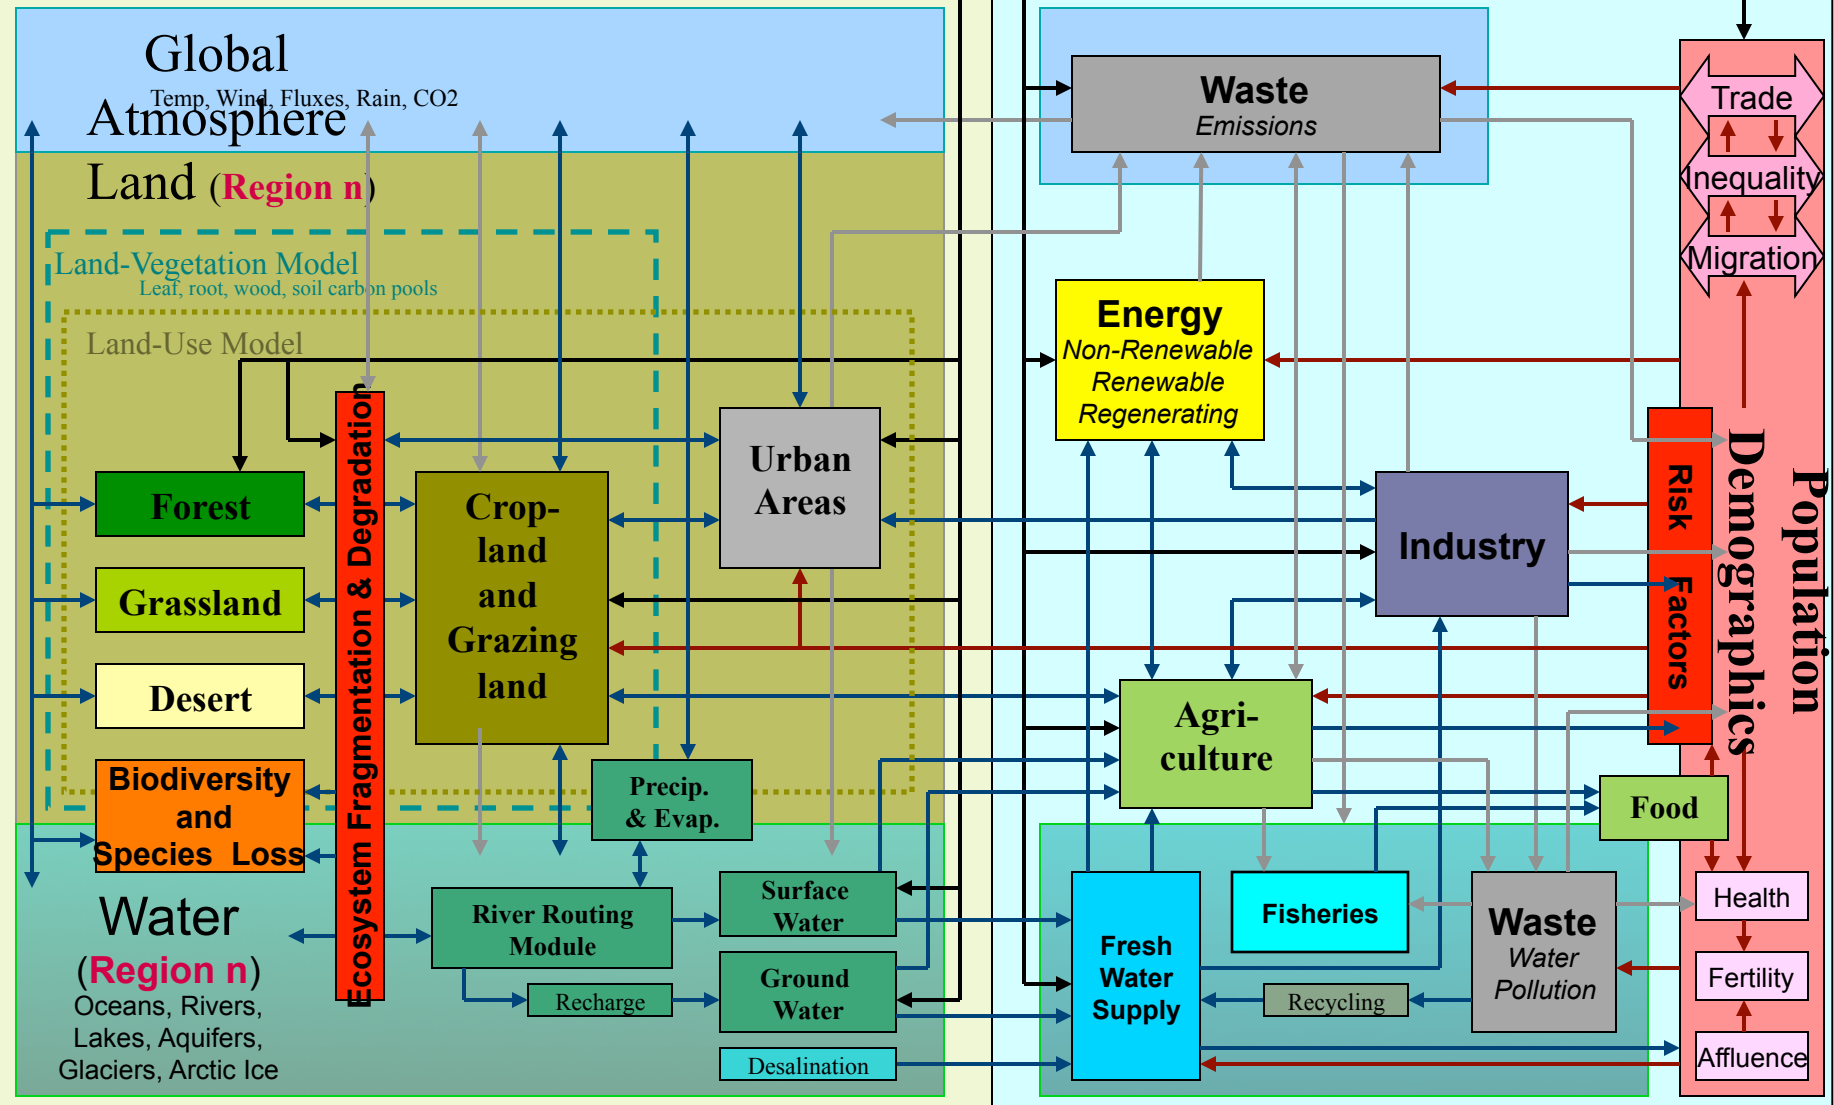 Global
Temp, Wind, Fluxes, Rain, CO2
Atmosphere
Land (Region n)
Land-Vegetation Model
Leaf, root, wood, soil carbon pools
Land-Use Model
Ecosystem Fragmentation & Degradation
Forest
Grassland
Desert
Biodiversity
and
Species Loss
Crop-
land
and
Grazing
land
Urban
Areas
Precip.
& Evap.
Water
(Region n)
Oceans, Rivers,
Lakes, Aquifers,
Glaciers, Arctic Ice
River Routing
Module
Recharge
Surface
Water
Ground
Water
Desalination
Waste
Emissions
Energy
Non-Renewable
Renewable
Regenerating
Industry
Agri-
culture
Fresh
Water
Supply
Fisheries
Recycling
Waste
Water
Pollution
Food
Trade
Inequality
Migration
Risk Factors
Population
Demographics
Health
Fertility
Affluence